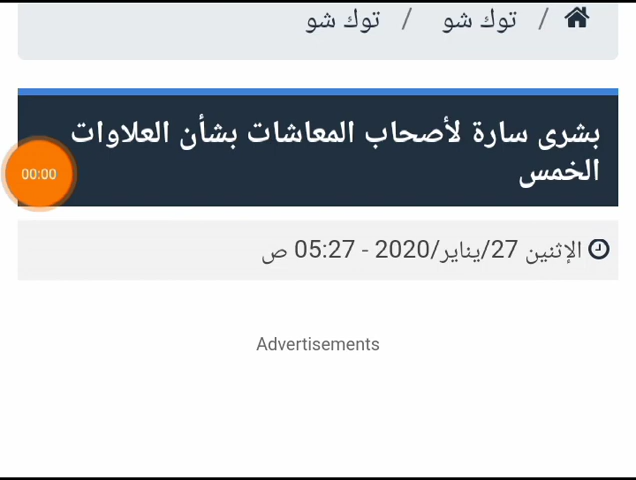 توك شو / توك شو /
بشرى سارة لأصحاب المعاشات بشأن العلاوات
الخمس
00:00
الإثنين 27/يناير/2020 - 05:27 ص
Advertisements